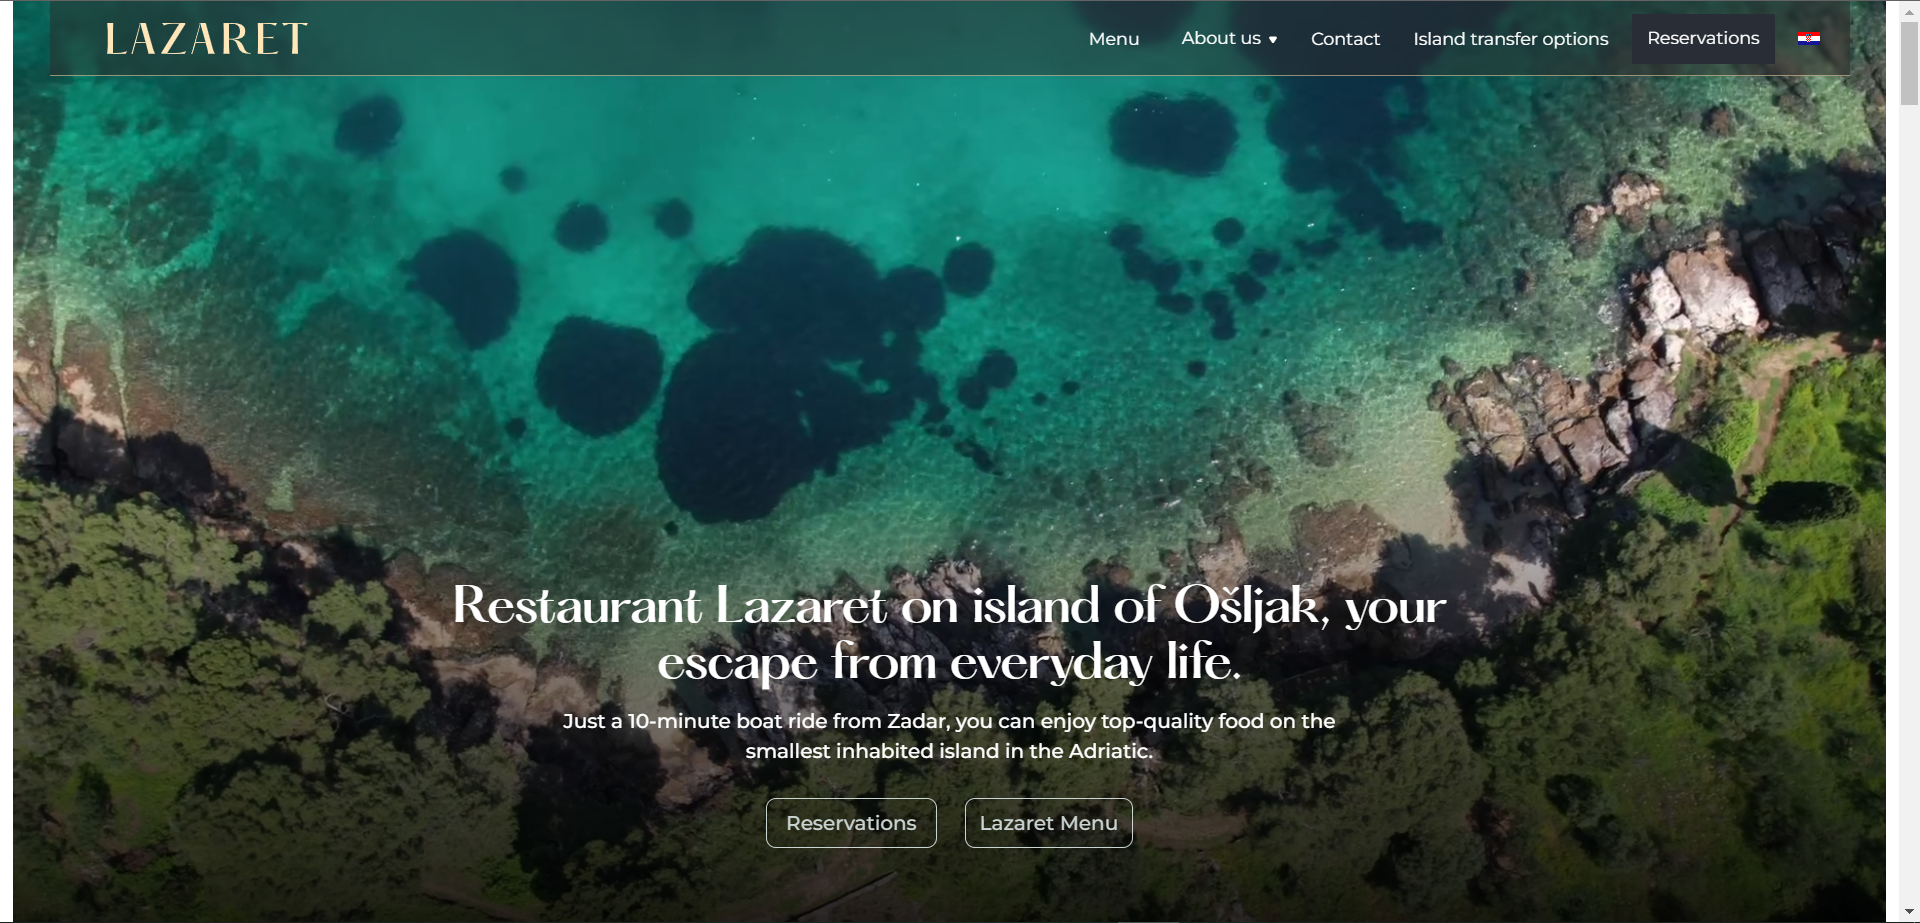 LAZARET
Menu
About us
Contact
Island transfer options
Reservations
Restaurant Lazaret on island of Ošljak, your
escape from everyday life.
Just a 10-minute boat ride from Zadar, you can enjoy top-quality food on the
smallest inhabited island in the Adriatic.
Reservations
Lazaret Menu